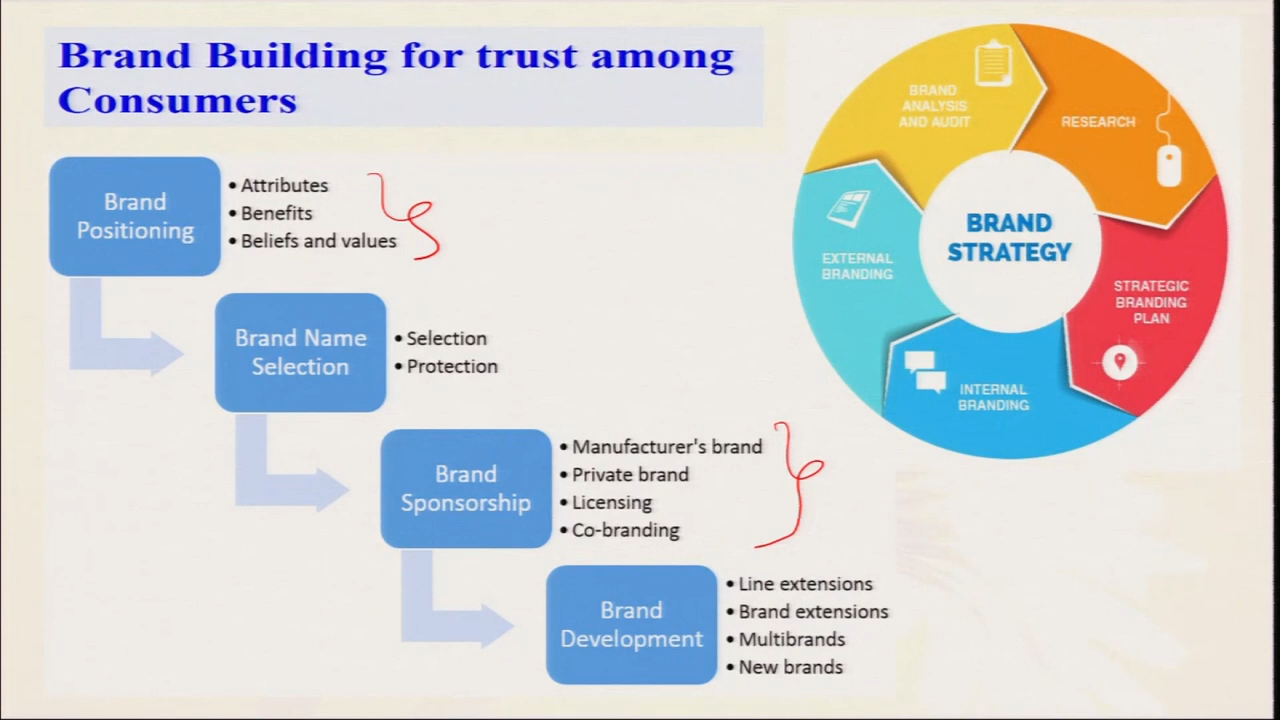 Brand Building for trust among
Consumers
Brand
Positioning
• Attributes
• Benefits
• Beliefs and values
Brand Name
Selection
• Selection
• Protection
Brand
Sponsorship
• Manufacturer's brand
• Private brand
• Licensing
• Co-branding
Brand
Development
• Line extensions
• Brand extensions
• Multibrands
• New brands
BRAND
STRATEGY
BRAND
ANALYSIS
AND AUDIT
RESEARCH
STRATEGIC
BRANDING
PLAN
INTERNAL
BRANDING
EXTERNAL
BRANDING